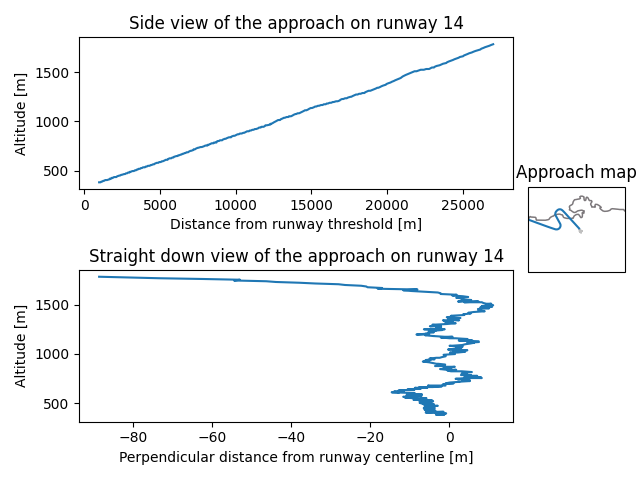 Side view of the approach on runway 14
Altitude [m]
1500
1000
500
0
5000
10000
15000
20000
25000
Distance from runway threshold [m]
Approach map
Straight down view of the approach on runway 14
Altitude [m]
1500
1000
500
−80
−60
−40
−20
0
Perpendicular distance from runway centerline [m]